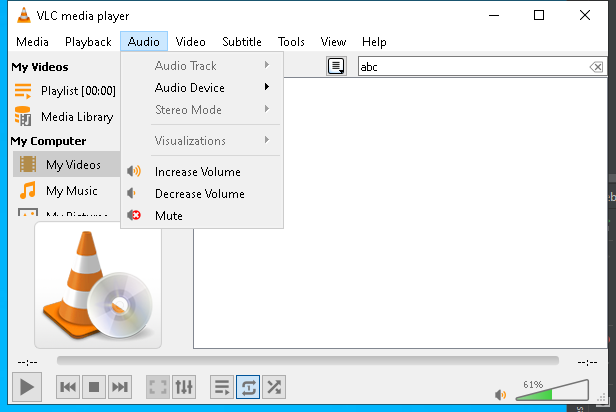 VLC media player
Media Playback Audio Video Subtitle Tools View Help
My Videos
Playlist [00:00]
Media Library
My Computer
My Videos
My Music
My Pictures
Audio Track
Audio Device
Stereo Mode
Visualizations
Increase Volume
Decrease Volume
Mute
abc
--:--
--:--
61%